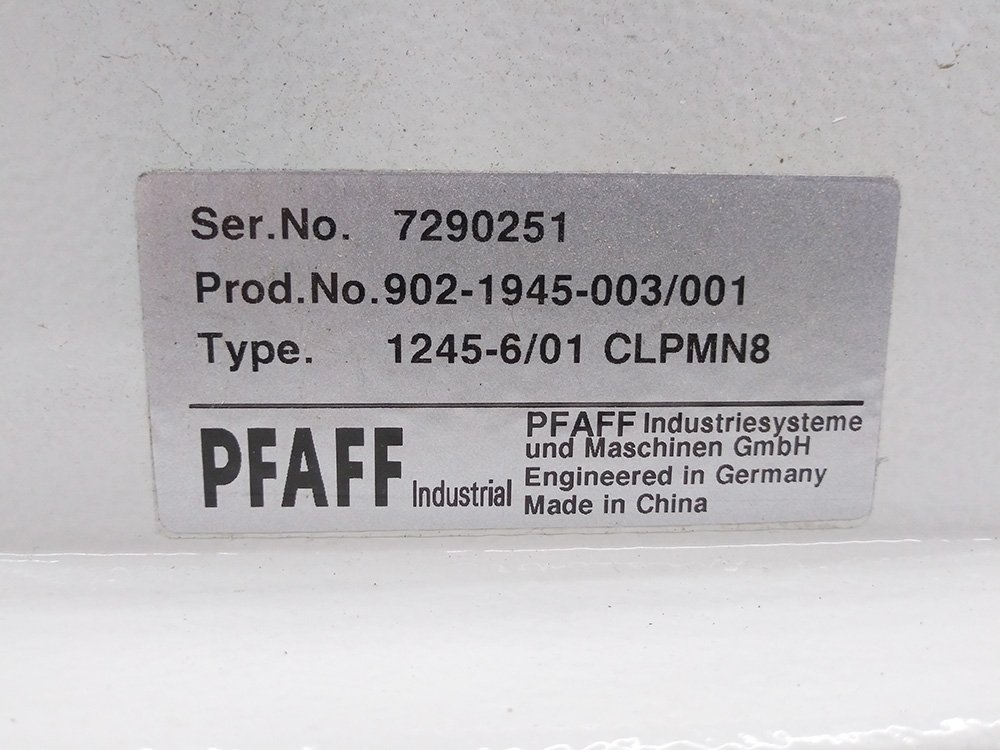 Ser.No. 7290251
Prod.No.902-1945-003/001
Type. 1245-6/01 CLPMN8
PFAFF Industrial
PFAFF Industriesysteme
und Maschinen GmbH
Engineered in Germany
Made in China